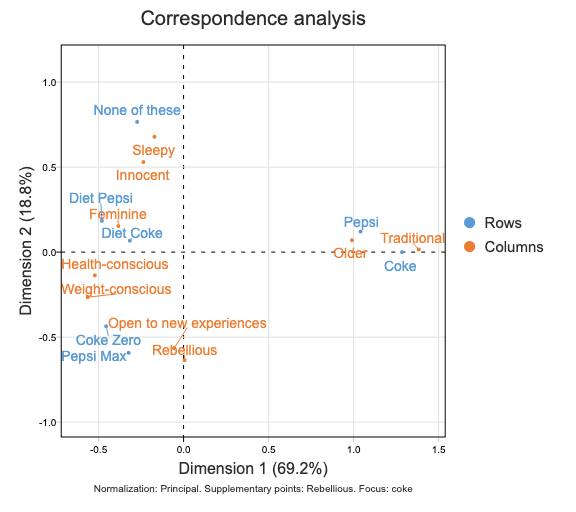 Correspondence analysis
1.0
0.5
0.0
-0.5
-1.0
Dimension 2 (18.8%)
None of these
Sleepy
Innocent
Diet Pepsi
Feminine
Diet Coke
Pepsi
Traditional
Older
Coke
Health-conscious
Weight-conscious
Open to new experiences
Coke Zero
Rebellious
Pepsi Max
-0.5
0.0
0.5
1.0
1.5
Dimension 1 (69.2%)
Rows
Columns
Normalization: Principal. Supplementary points: Rebellious. Focus: coke